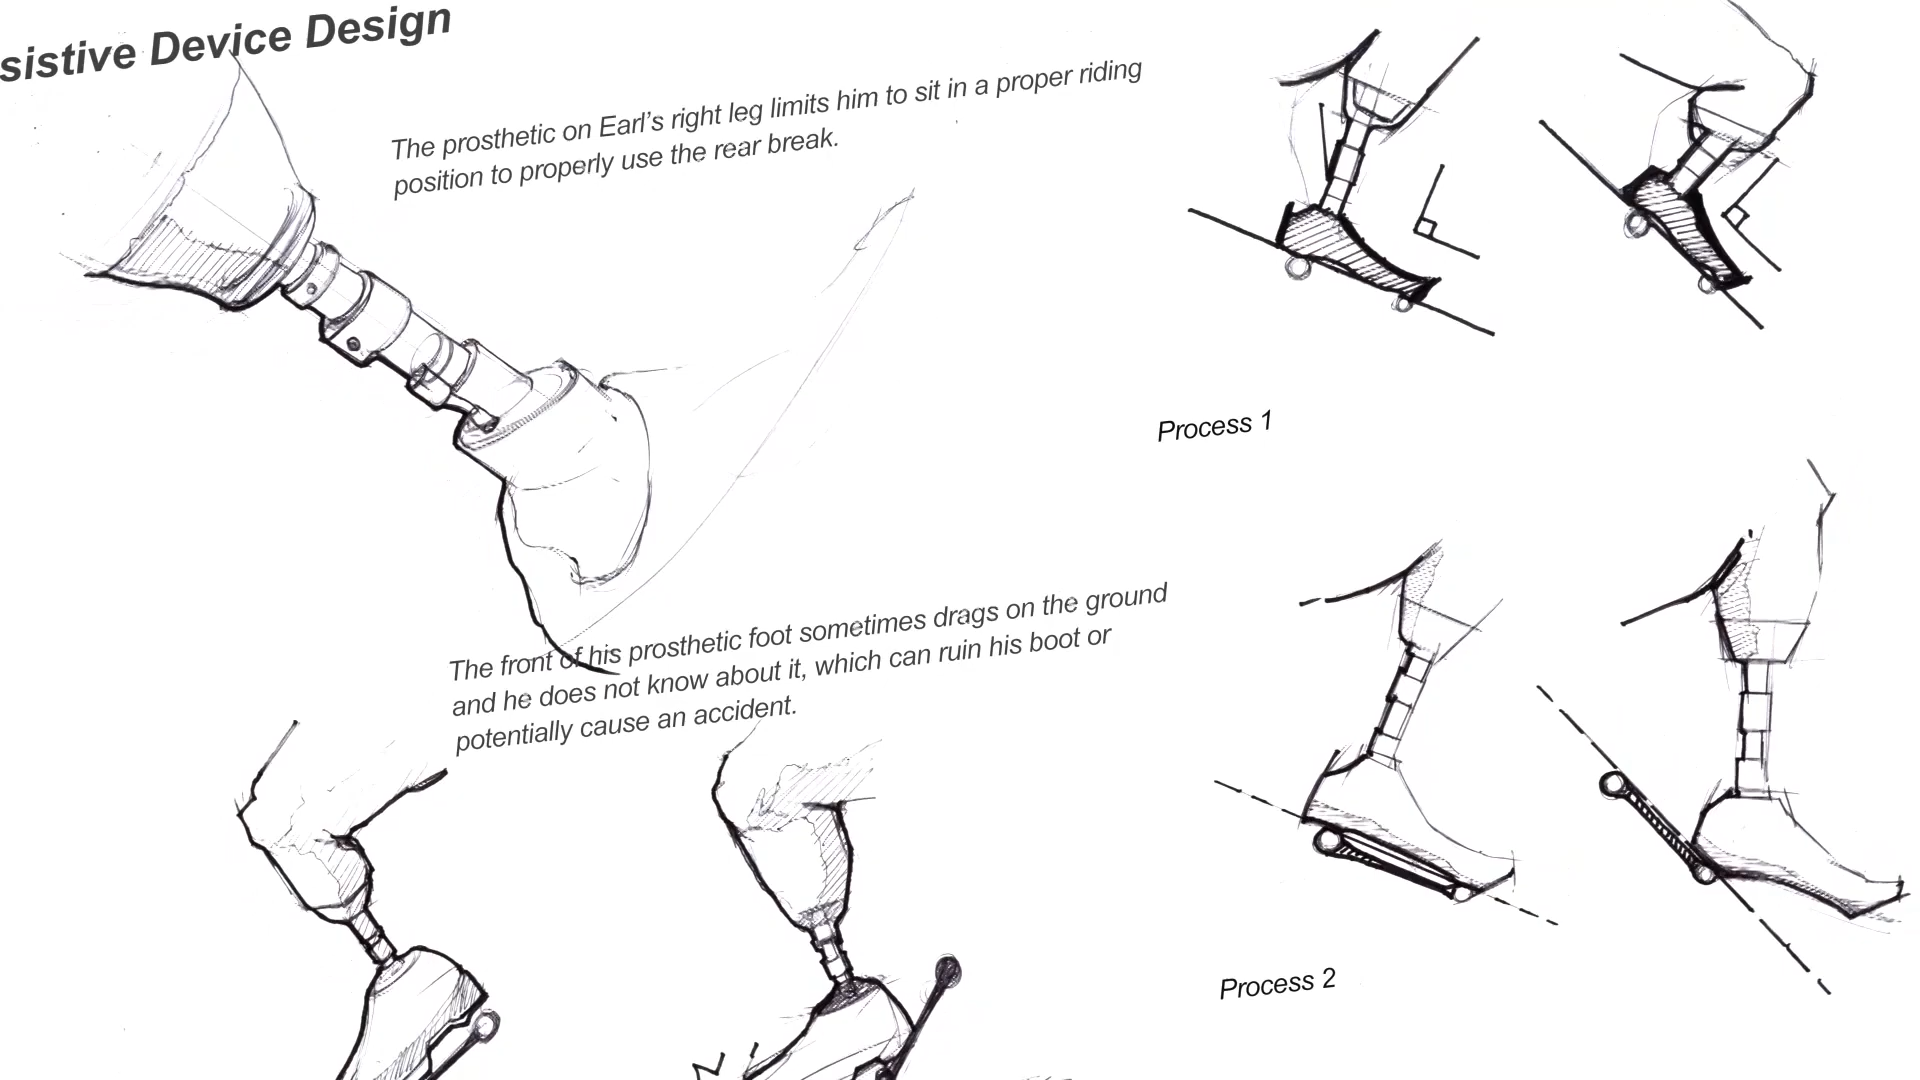 sistive Device Design
The prosthetic on Earl’s right leg limits him to sit in a proper riding
position to properly use the rear break.
Process 1
The front of his prosthetic foot sometimes drags on the ground
and he does not know about it, which can ruin his boot or
potentially cause an accident.
Process 2